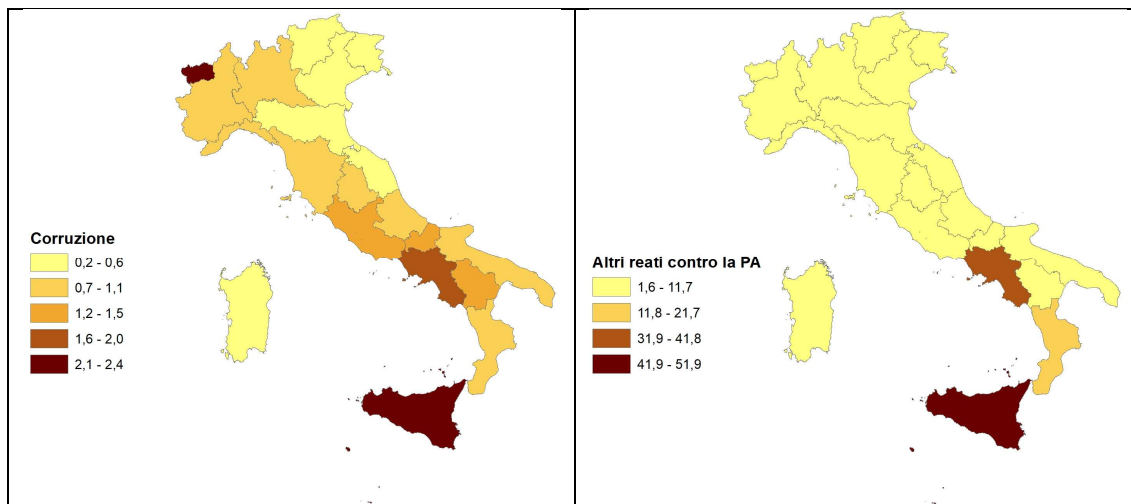 Corruzione
0,2 - 0,6
0,7 - 1,1
1,2 - 1,5
1,6 - 2,0
2,1 - 2,4
Altri reati contro la PA
1,6 - 11,7
11,8 - 21,7
31,9 - 41,8
41,9 - 51,9